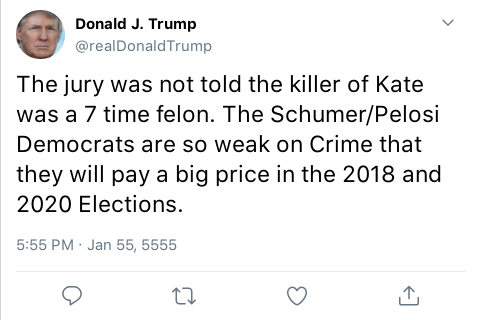 Donald J. Trump
@realDonaldTrump
The jury was not told the killer of Kate
was a 7 time felon. The Schumer/Pelosi
Democrats are so weak on Crime that
they will pay a big price in the 2018 and
2020 Elections.
5:55 PM · Jan 55, 5555